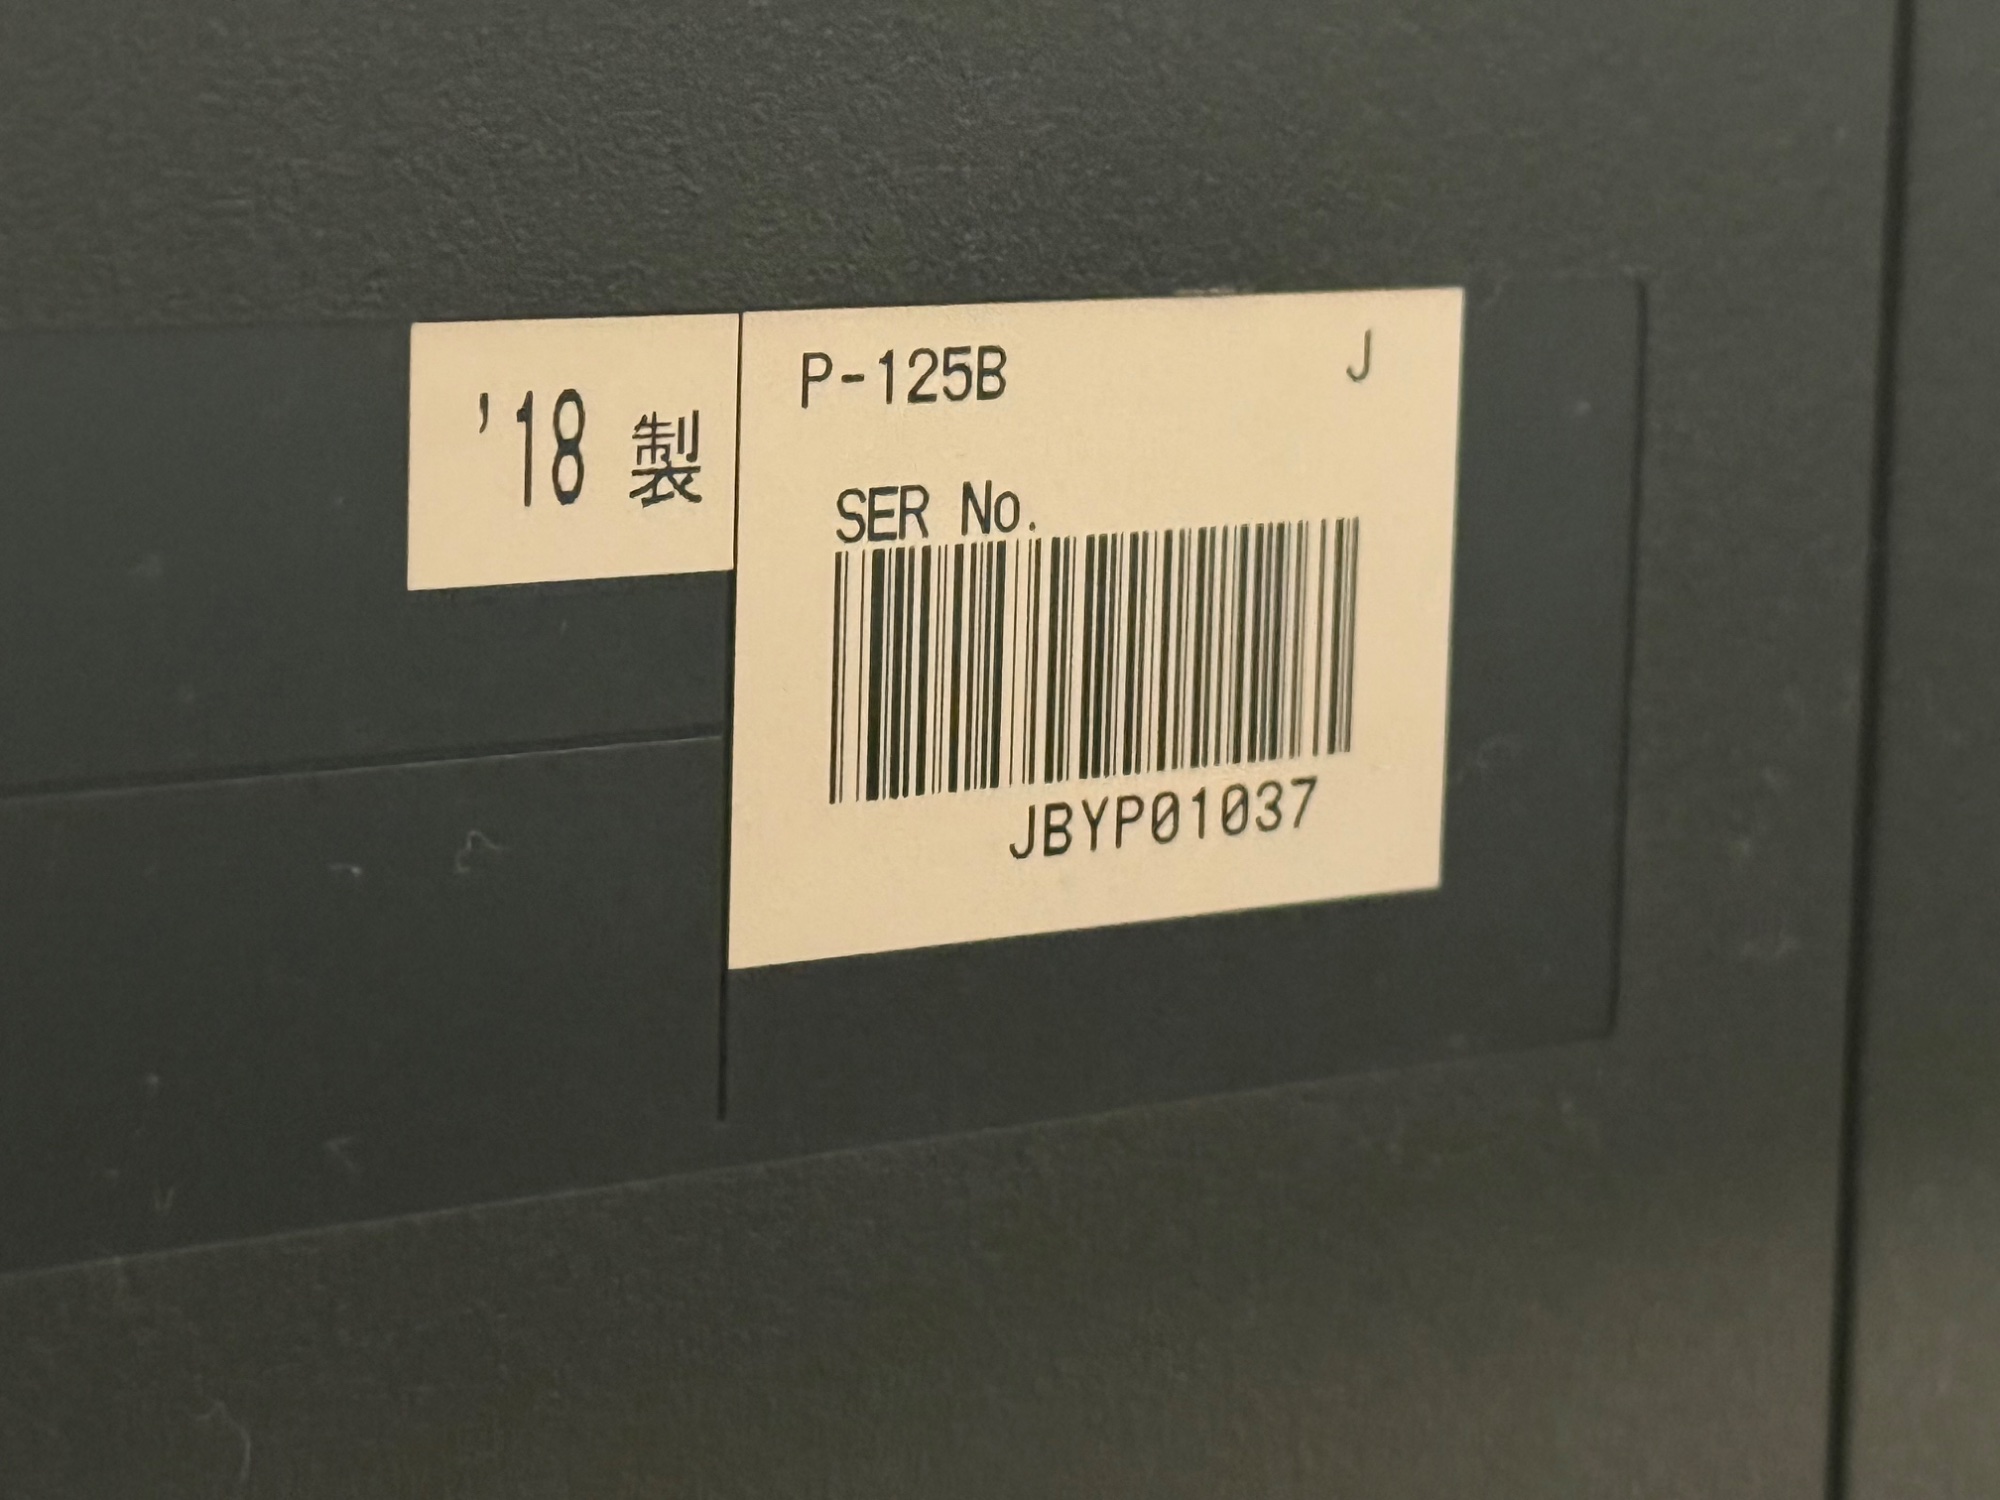 '18 製
P-125B J
SER No.
JBYP01037